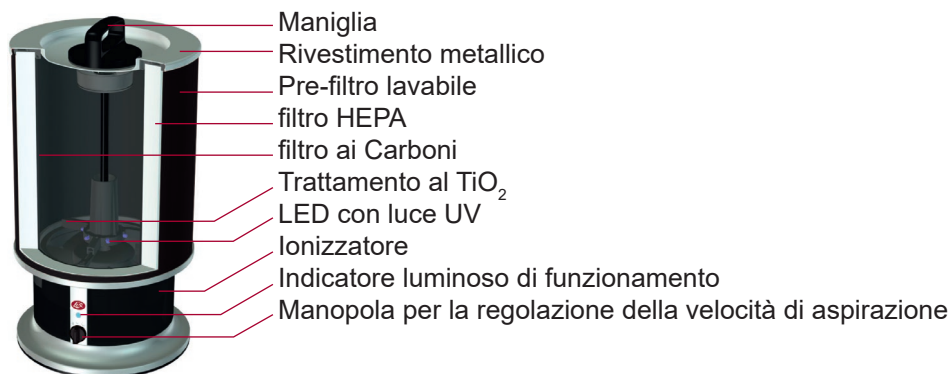 Maniglia
Rivestimento metallico
Pre-filtro lavabile
filtro HEPA
filtro ai Carboni
Trattamento al TiO₂
LED con luce UV
Ionizzatore
Indicatore luminoso di funzionamento
Manopola per la regolazione della velocità di aspirazione